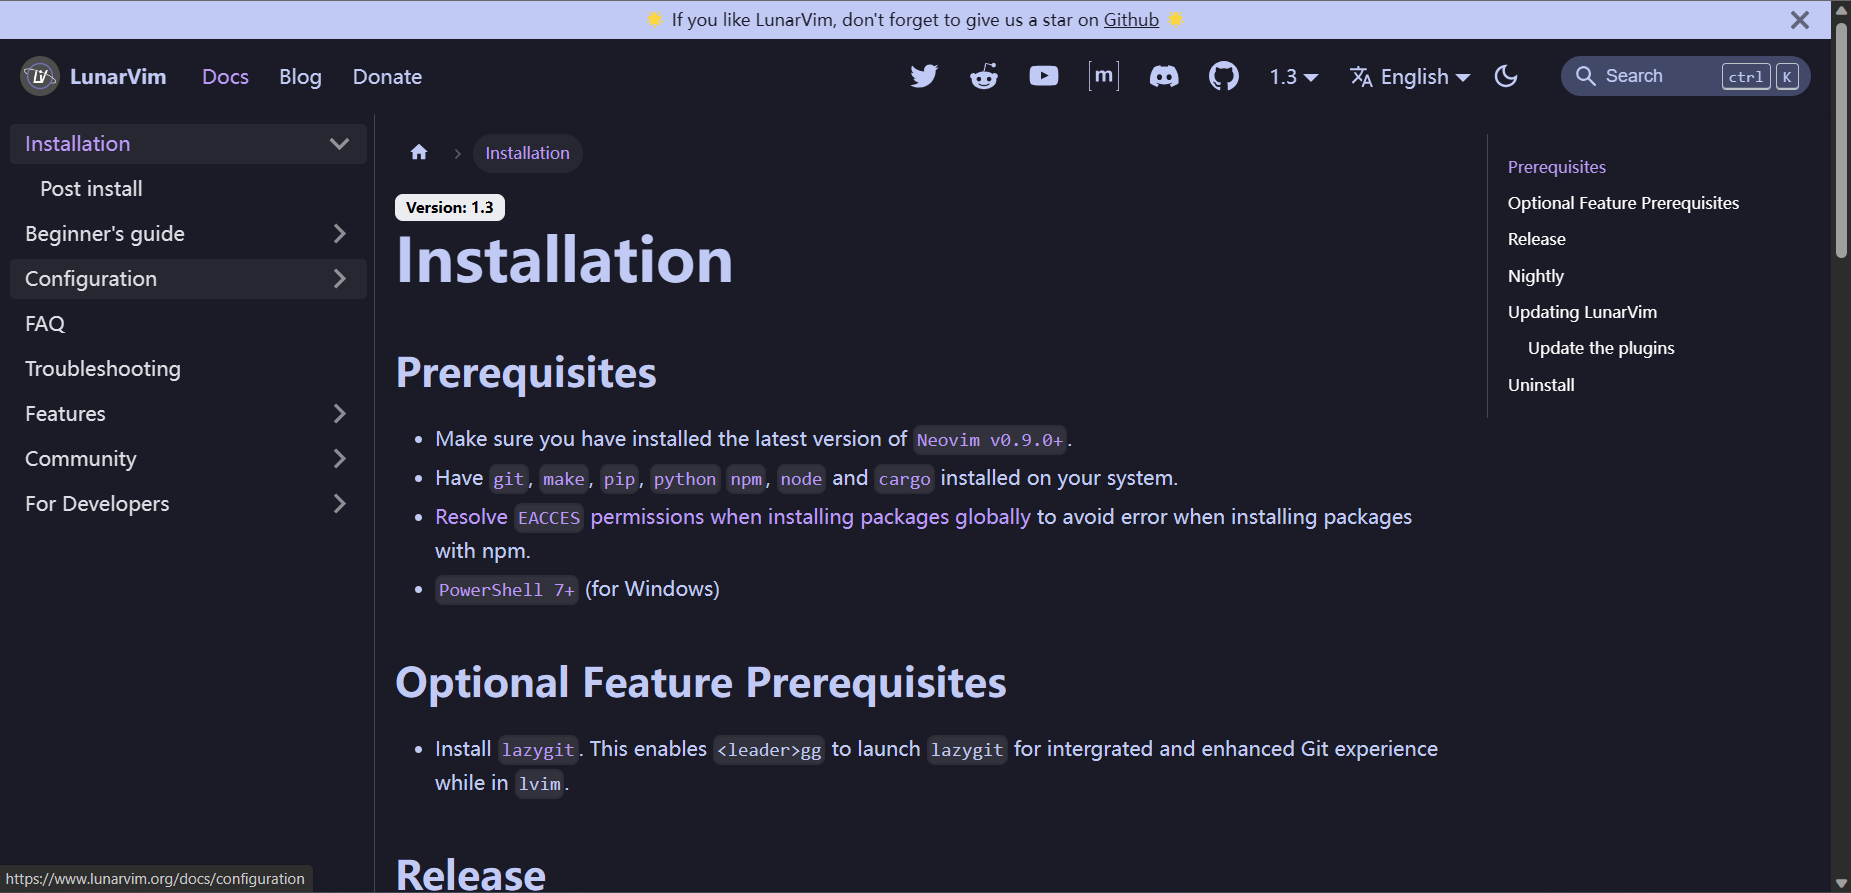 🌟 If you like LunarVim, don't forget to give us a star on Github 🌟
LunarVim Docs Blog Donate [m] 1.3 English Search ctrl K
Installation
Post install
Beginner's guide
Configuration
FAQ
Troubleshooting
Features
Community
For Developers
Installation
Version: 1.3
Installation
Prerequisites
Make sure you have installed the latest version of Neovim v0.9.0+.
Have git, make, pip, python npm, node and cargo installed on your system.
Resolve EACCES permissions when installing packages globally to avoid error when installing packages
with npm.
PowerShell 7+ (for Windows)
Optional Feature Prerequisites
Install lazygit. This enables <leader>gg to launch lazygit for intergrated and enhanced Git experience
while in lvim.
Release
Prerequisites
Optional Feature Prerequisites
Release
Nightly
Updating LunarVim
Update the plugins
Uninstall
https://www.lunarvim.org/docs/configuration